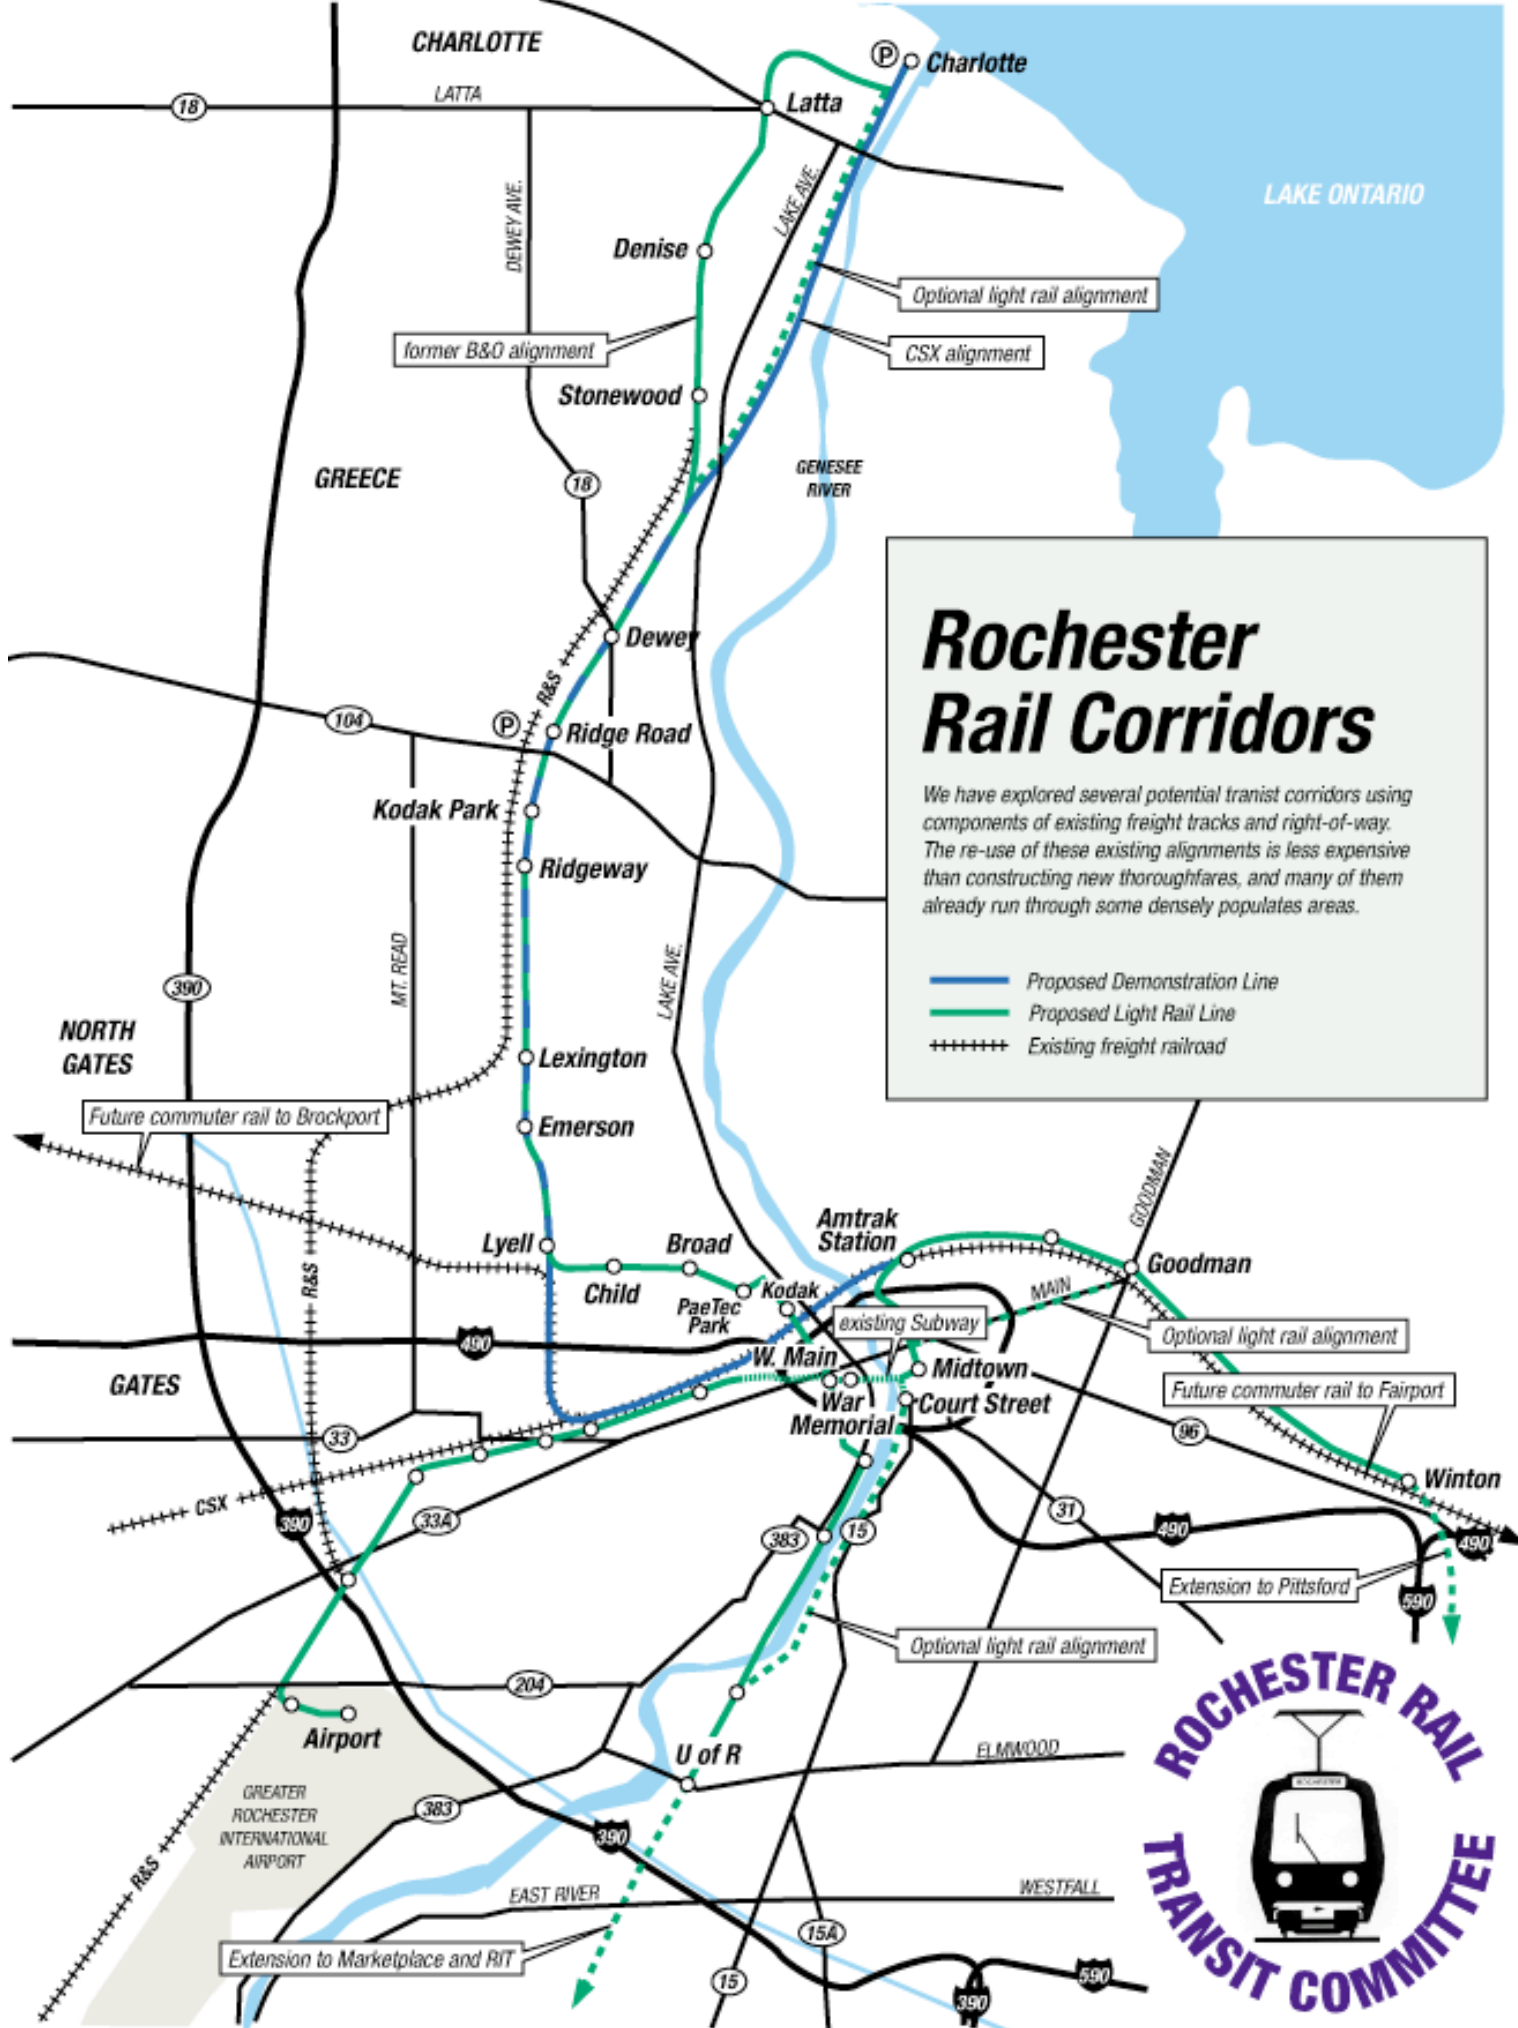 CHARLOTTE
P
Charlotte
18
LATTA
Latta
LAKE ONTARIO
DEWEY AVE.
LAKE AVE.
Denise
Optional light rail alignment
former B&O alignment
CSX alignment
Stonewood
GREECE
18
GENESEE
RIVER
Rochester
Rail Corridors
We have explored several potential tranist corridors using
components of existing freight tracks and right-of-way.
The re-use of these existing alignments is less expensive
than constructing new thoroughfares, and many of them
already run through some densely populates areas.
Proposed Demonstration Line
Proposed Light Rail Line
Existing freight railroad
Dewey
R&S
104
P
Ridge Road
Kodak Park
Ridgeway
MT. READ
LAKE AVE.
390
NORTH
GATES
Lexington
Future commuter rail to Brockport
Emerson
GOODMAN
Amtrak
Station
Lyell
Broad
Goodman
R&S
Child
Kodak
MAIN
PaeTec
Park
existing Subway
490
Optional light rail alignment
W. Main
Midtown
GATES
Future commuter rail to Fairport
War
Memorial
Court Street
33
96
Winton
CSX
390
33A
383
15
31
490
490
Extension to Pittsford
590
Optional light rail alignment
204
ROCHESTER RAIL
TRANSIT COMMITTEE
ROCHESTER
Airport
U of R
ELMWOOD
GREATER
ROCHESTER
INTERNATIONAL
AIRPORT
383
390
R&S
EAST RIVER
WESTFALL
15A
Extension to Marketplace and RIT
15
590
390